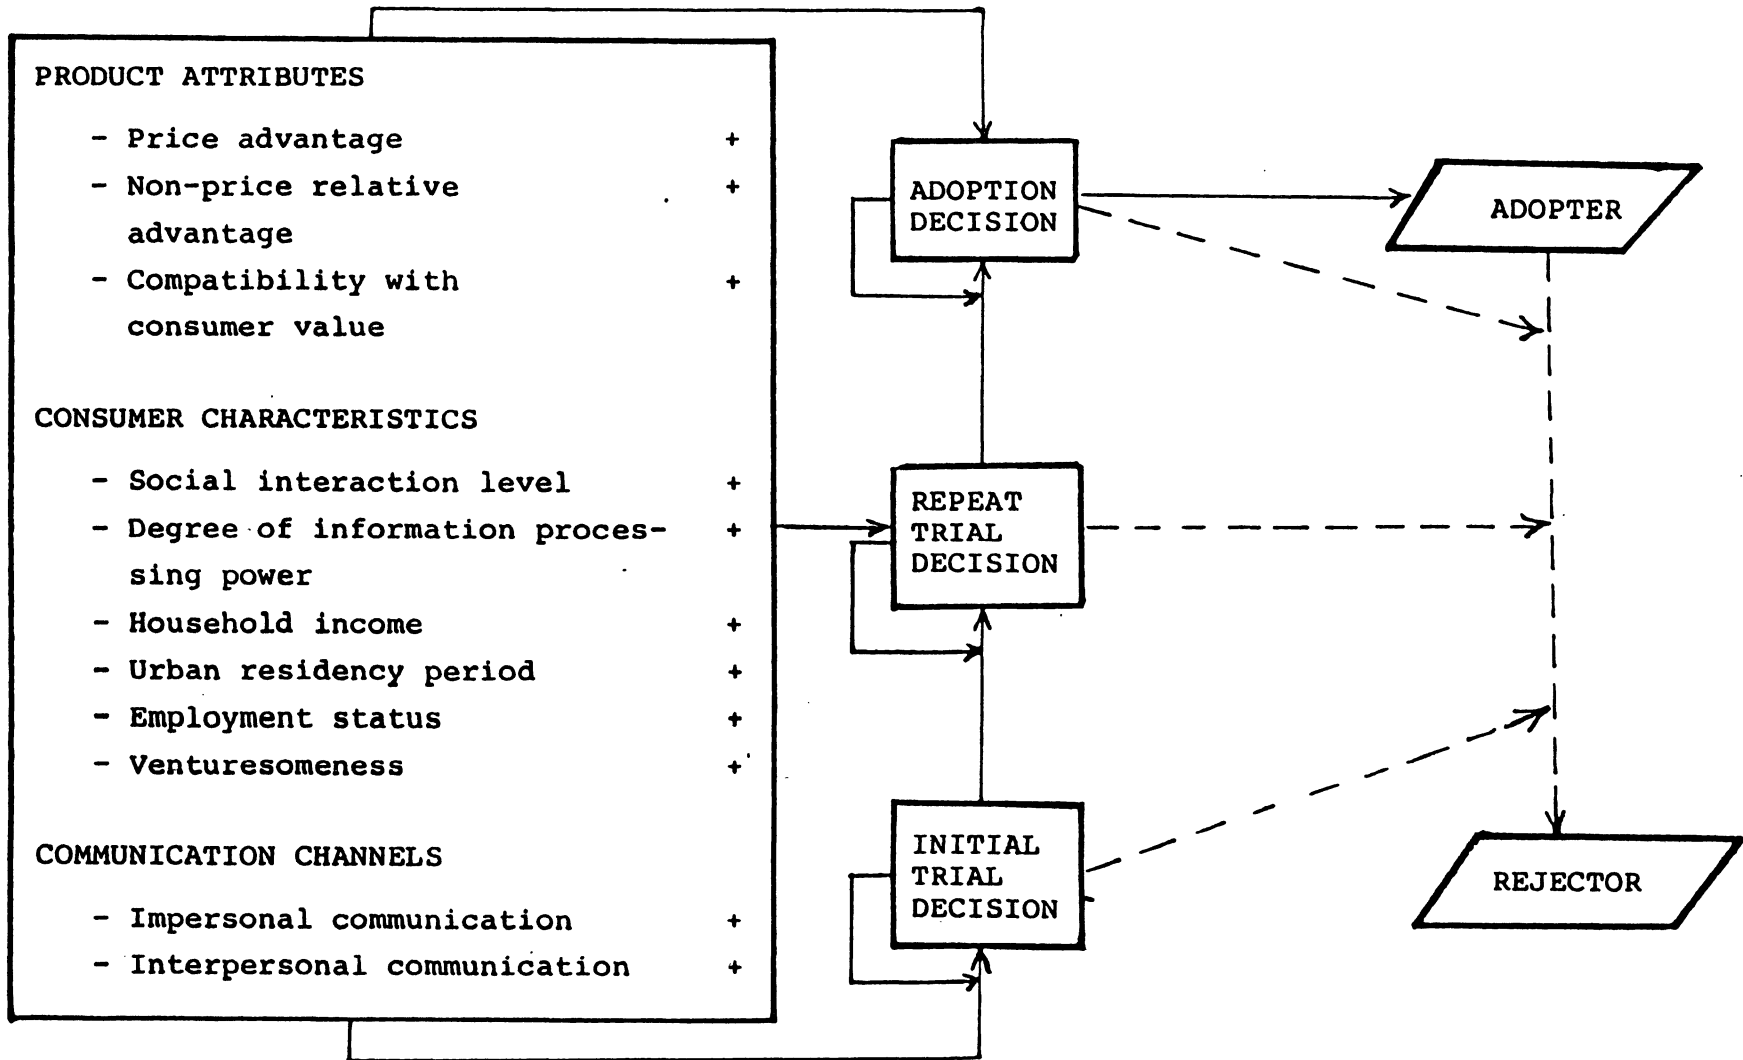 PRODUCT ATTRIBUTES
- Price advantage +
- Non-price relative +
advantage
- Compatibility with +
consumer value
CONSUMER CHARACTERISTICS
- Social interaction level +
- Degree of information proces- +
sing power
- Household income +
- Urban residency period +
- Employment status +
- Venturesomeness +
COMMUNICATION CHANNELS
- Impersonal communication +
- Interpersonal communication +
ADOPTION
DECISION
REPEAT
TRIAL
DECISION
INITIAL
TRIAL
DECISION
ADOPTER
REJECTOR